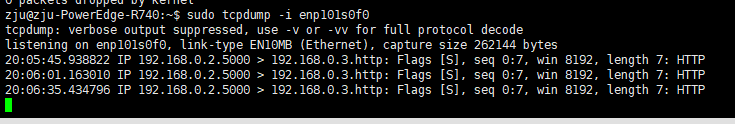 0 packets dropped by kernel
zju@zju-PowerEdge-R740:~$ sudo tcpdump -i enp101s0f0
tcpdump: verbose output suppressed, use -v or -vv for full protocol decode
listening on enp101s0f0, link-type EN10MB (Ethernet), capture size 262144 bytes
20:05:45.938822 IP 192.168.0.2.5000 > 192.168.0.3.http: Flags [S], seq 0:7, win 8192, length 7: HTTP
20:06:01.163010 IP 192.168.0.2.5000 > 192.168.0.3.http: Flags [S], seq 0:7, win 8192, length 7: HTTP
20:06:35.434796 IP 192.168.0.2.5000 > 192.168.0.3.http: Flags [S], seq 0:7, win 8192, length 7: HTTP